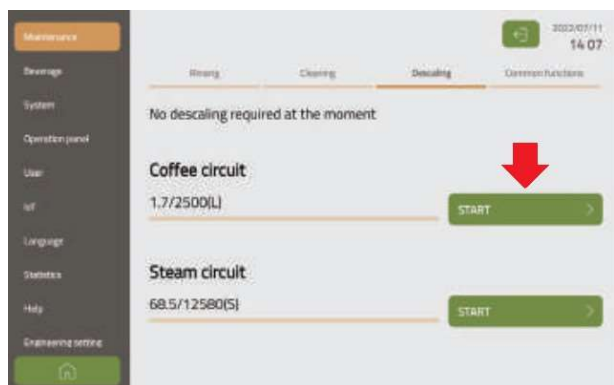 Maintenance
2022/07/11
14 07
Beverage
Rinsing
Cleaning
Descaling
Common functions
System
No descaling required at the moment
Operation panel
User
Coffee circuit
IoT
1.7/2500(L)
START
Language
Statistics
Steam circuit
Help
68.5/12580(S)
START
Engineering setting